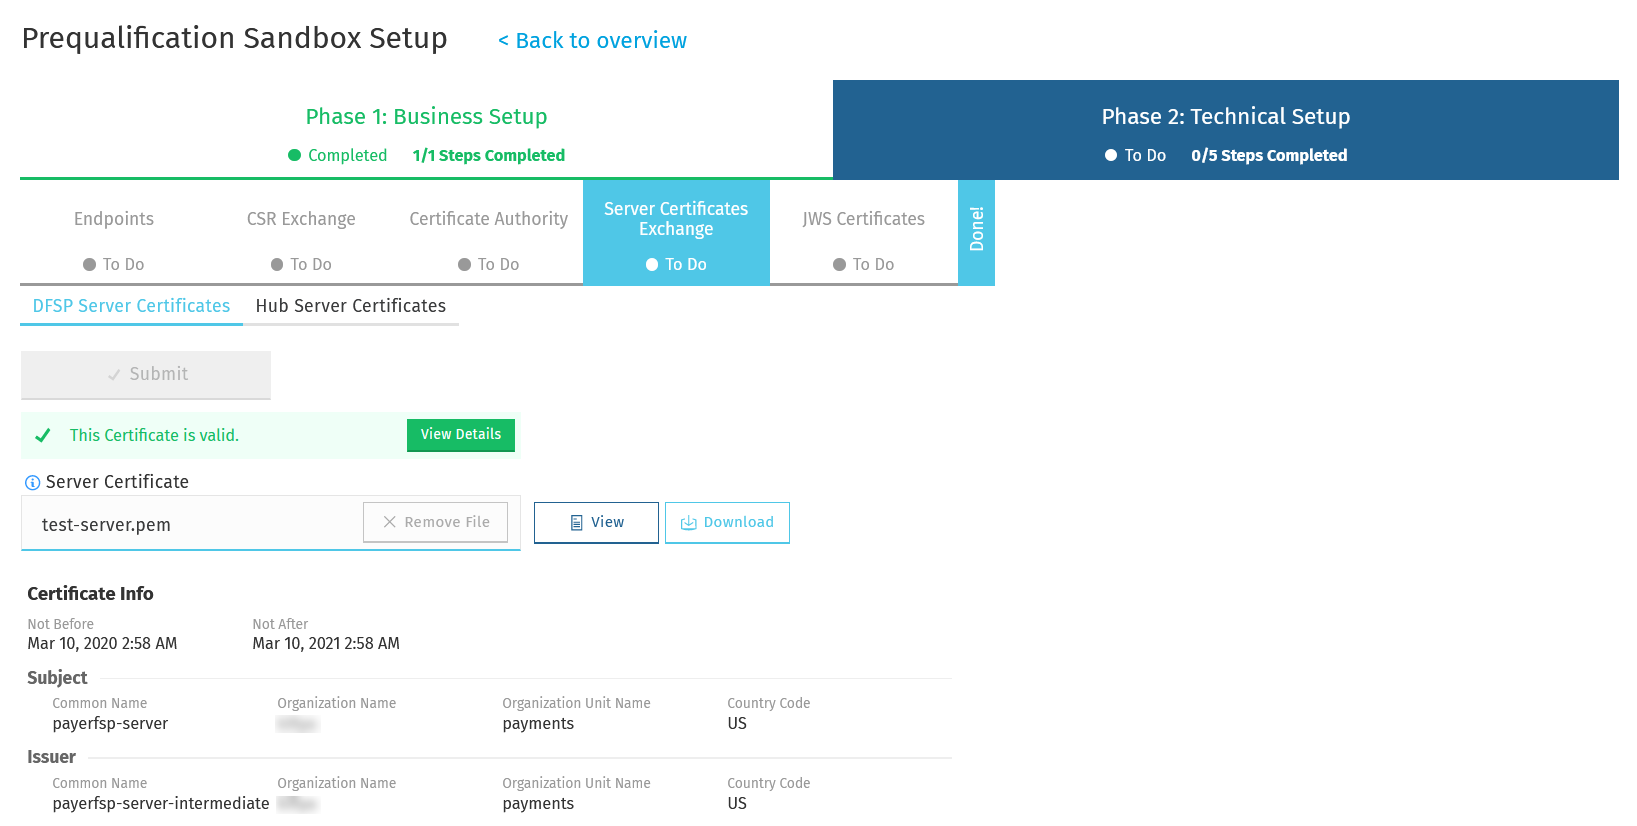 Prequalification Sandbox Setup
< Back to overview
Phase 1: Business Setup
Completed 1/1 Steps Completed
Phase 2: Technical Setup
To Do 0/5 Steps Completed
Endpoints
To Do
CSR Exchange
To Do
Certificate Authority
To Do
Server Certificates
Exchange
To Do
JWS Certificates
To Do
Done!
DFSP Server Certificates Hub Server Certificates
Submit
This Certificate is valid. View Details
Server Certificate
test-server.pem Remove File View Download
Certificate Info
Not Before Not After
Mar 10, 2020 2:58 AM Mar 10, 2021 2:58 AM
Subject
Common Name Organization Name Organization Unit Name Country Code
payerfsp-server payments US
Issuer
Common Name Organization Name Organization Unit Name Country Code
payerfsp-server-intermediate payments US